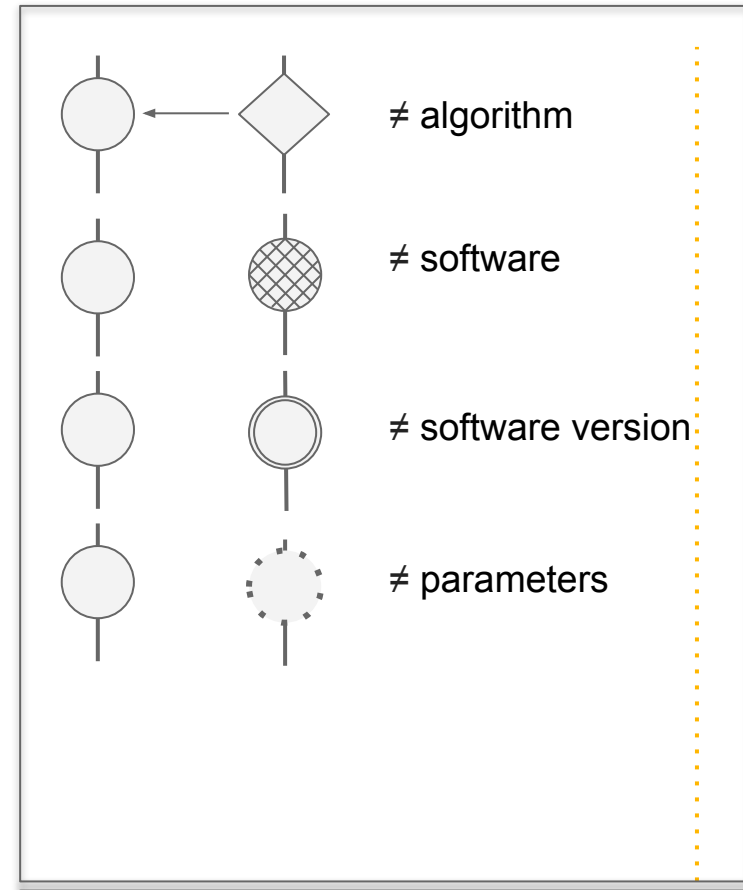 ≠ algorithm
≠ software
≠ software version
≠ parameters